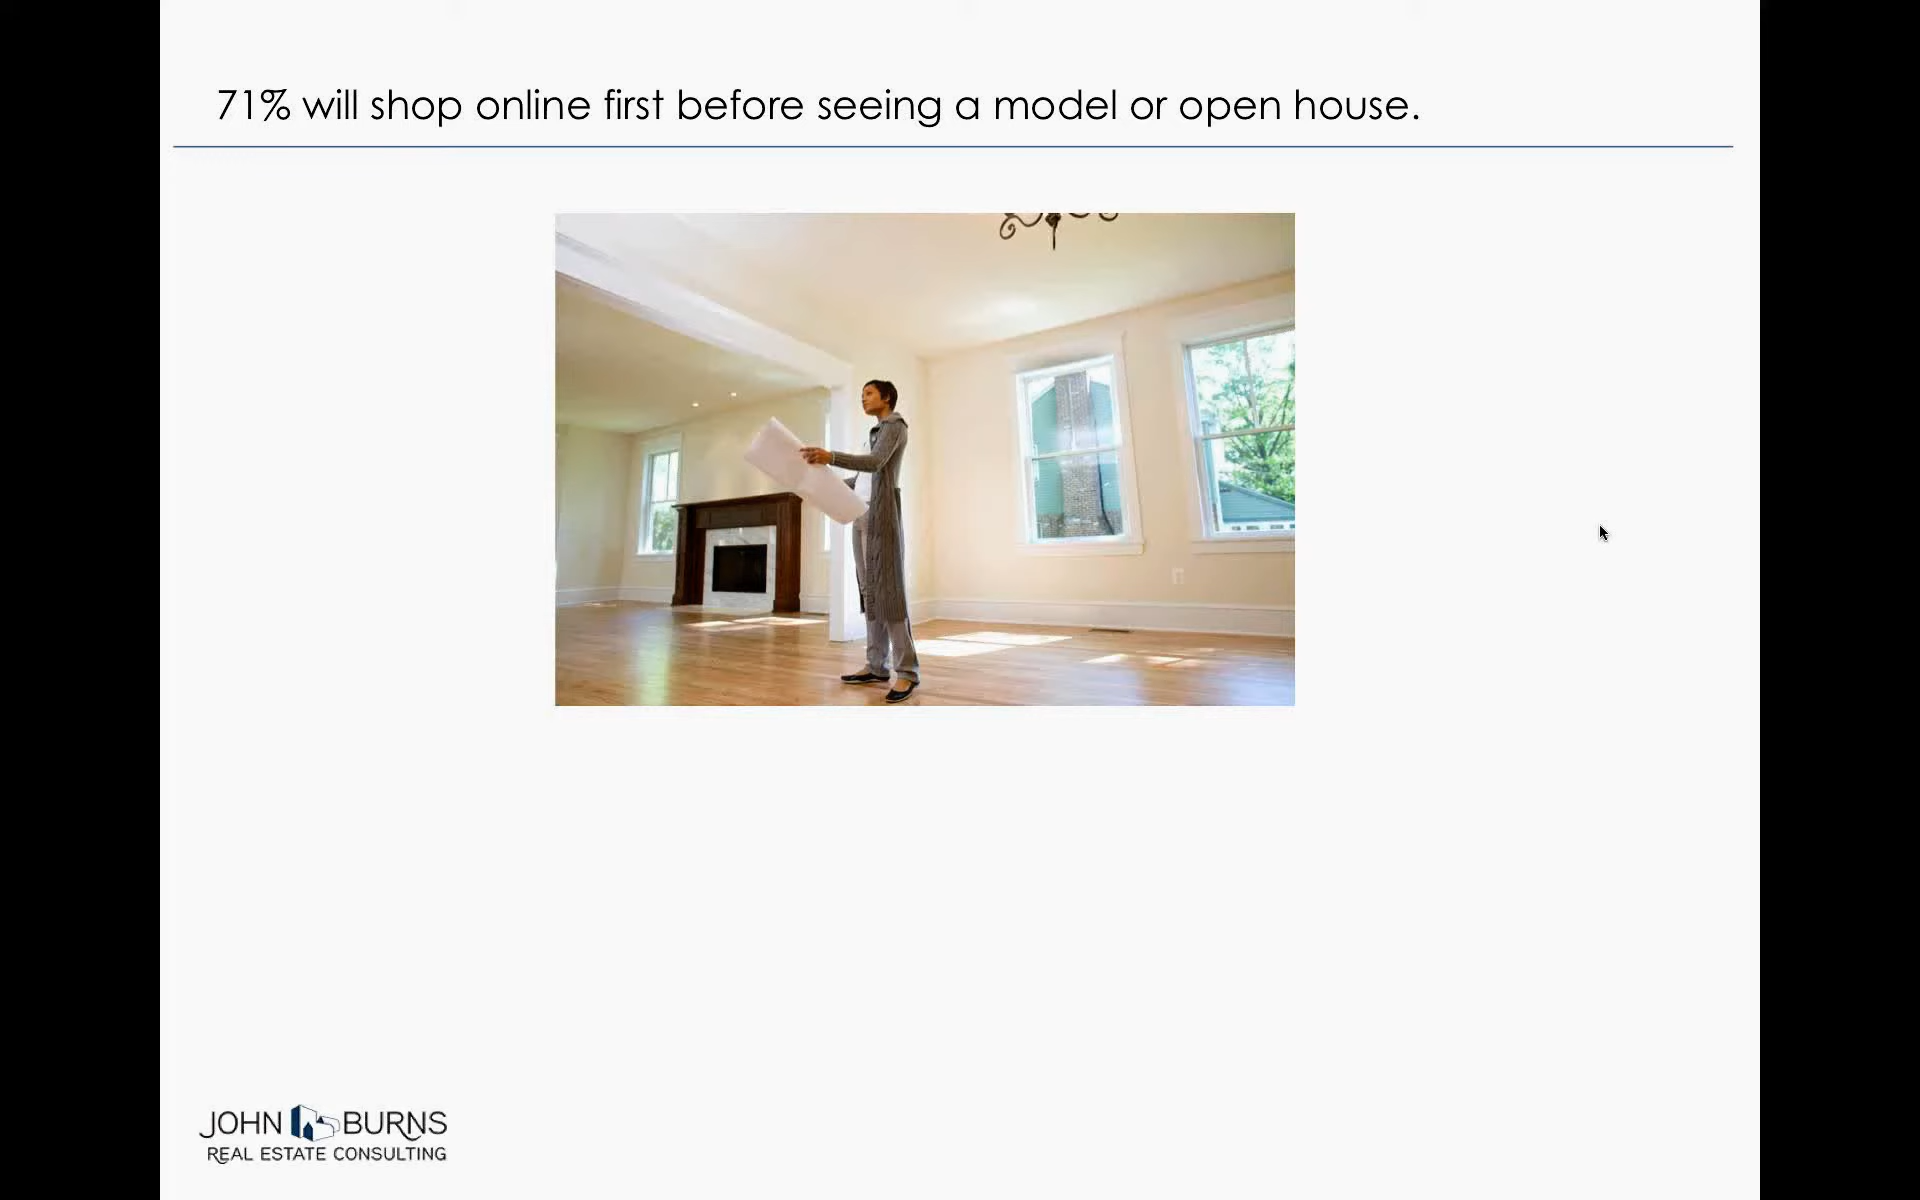 71% will shop online first before seeing a model or open house.
JOHN BURNS
REAL ESTATE CONSULTING